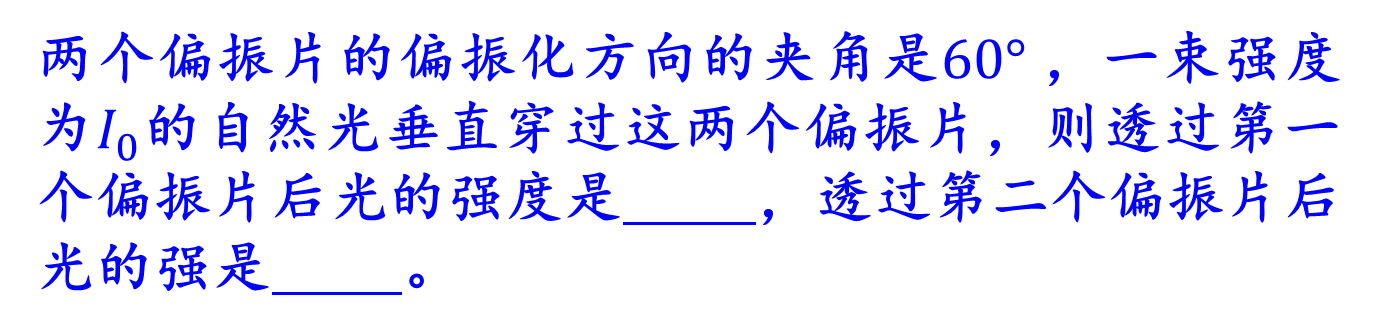 两个偏振片的偏振化方向的夹角是60°，一束强度
为I₀的自然光垂直穿过这两个偏振片，则透过第一
个偏振片后光的强度是_____，透过第二个偏振片后
光的强是_____。